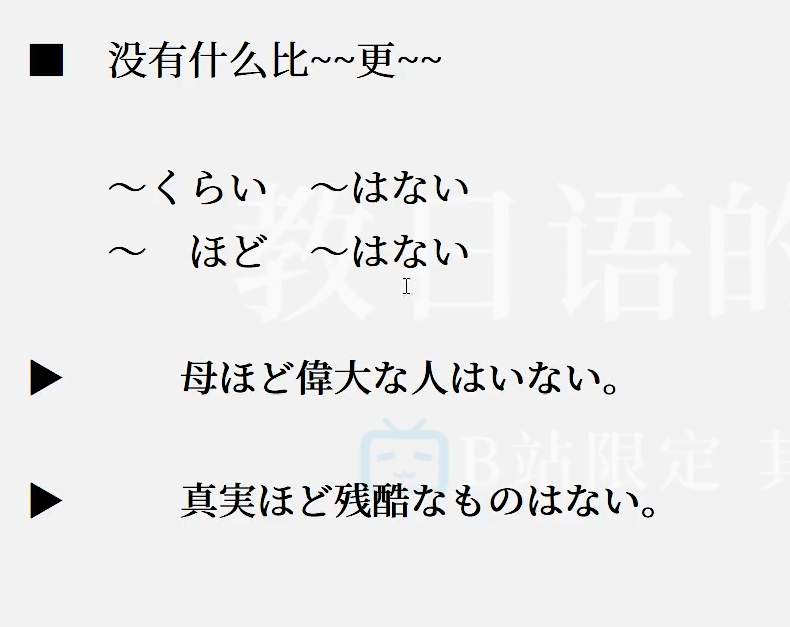 ■ 没有什么比~~更~~
～くらい　～はない
～　ほど　～はない
▶ 母ほど偉大な人はいない。
▶ 真実ほど残酷なものはない。
教日语的
B站限定 其